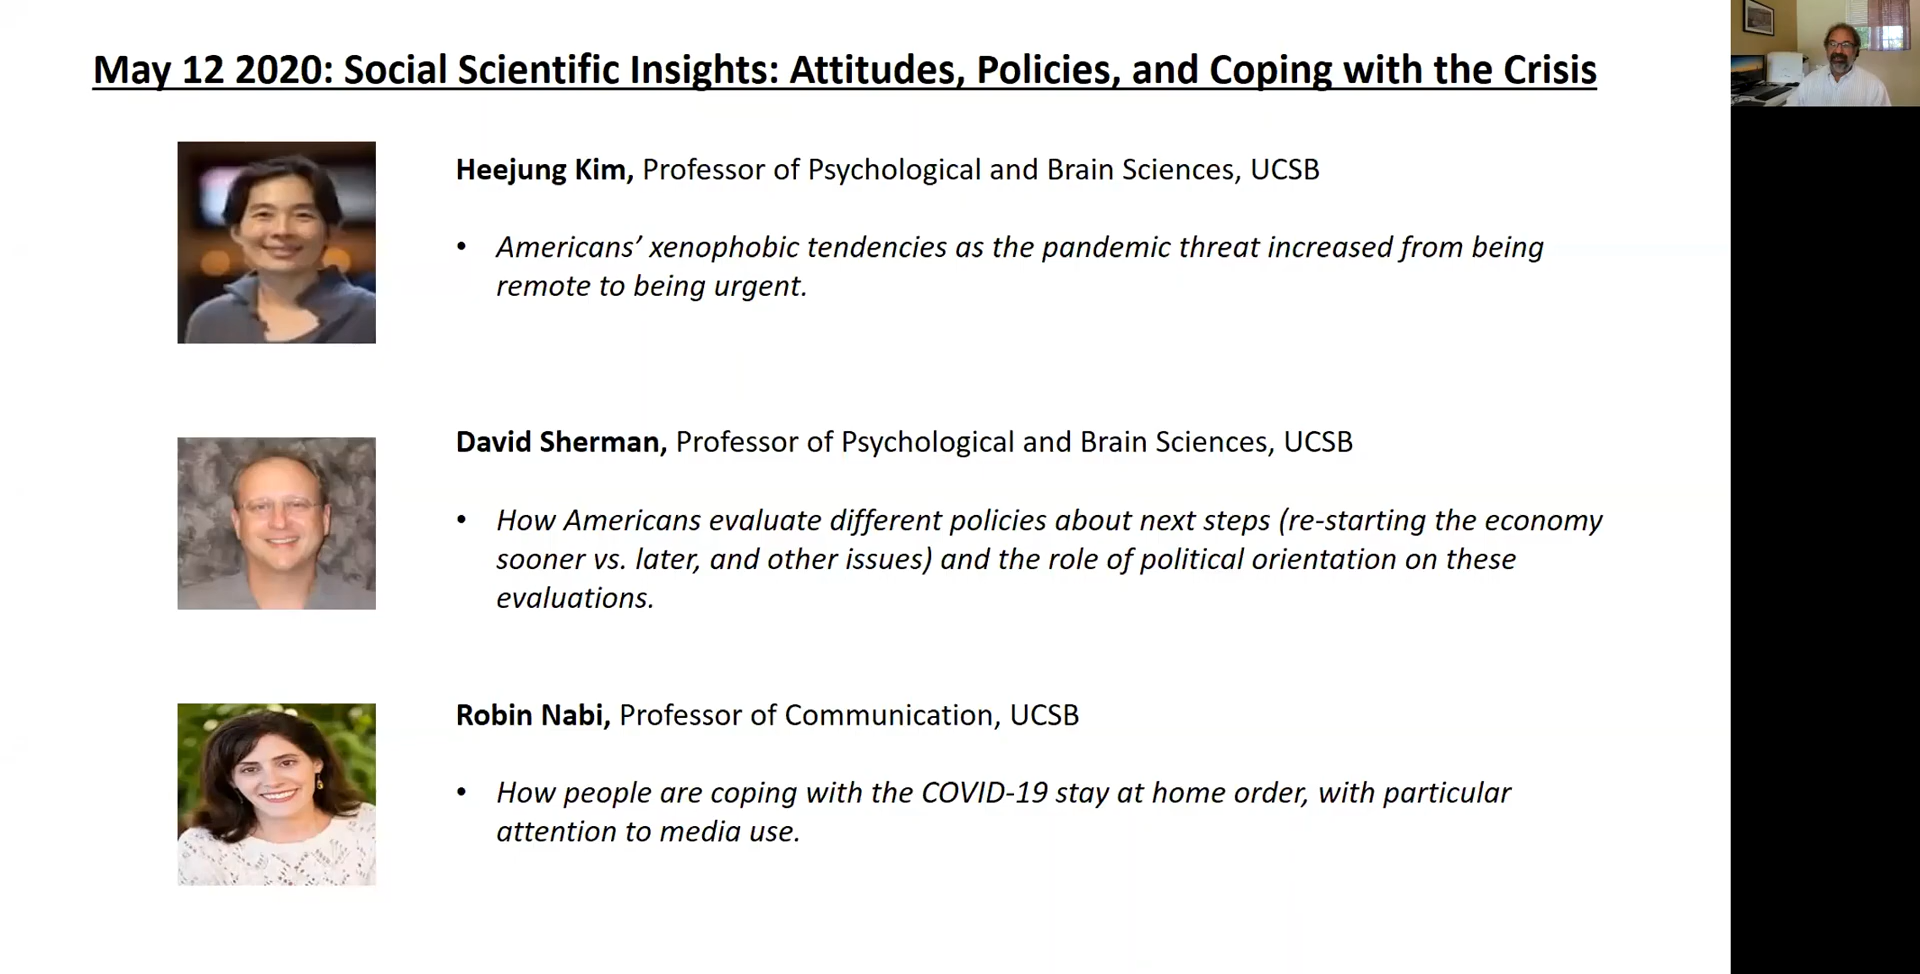 May 12 2020: Social Scientific Insights: Attitudes, Policies, and Coping with the Crisis
Heejung Kim, Professor of Psychological and Brain Sciences, UCSB
• Americans’ xenophobic tendencies as the pandemic threat increased from being
remote to being urgent.
David Sherman, Professor of Psychological and Brain Sciences, UCSB
• How Americans evaluate different policies about next steps (re-starting the economy
sooner vs. later, and other issues) and the role of political orientation on these
evaluations.
Robin Nabi, Professor of Communication, UCSB
• How people are coping with the COVID-19 stay at home order, with particular
attention to media use.